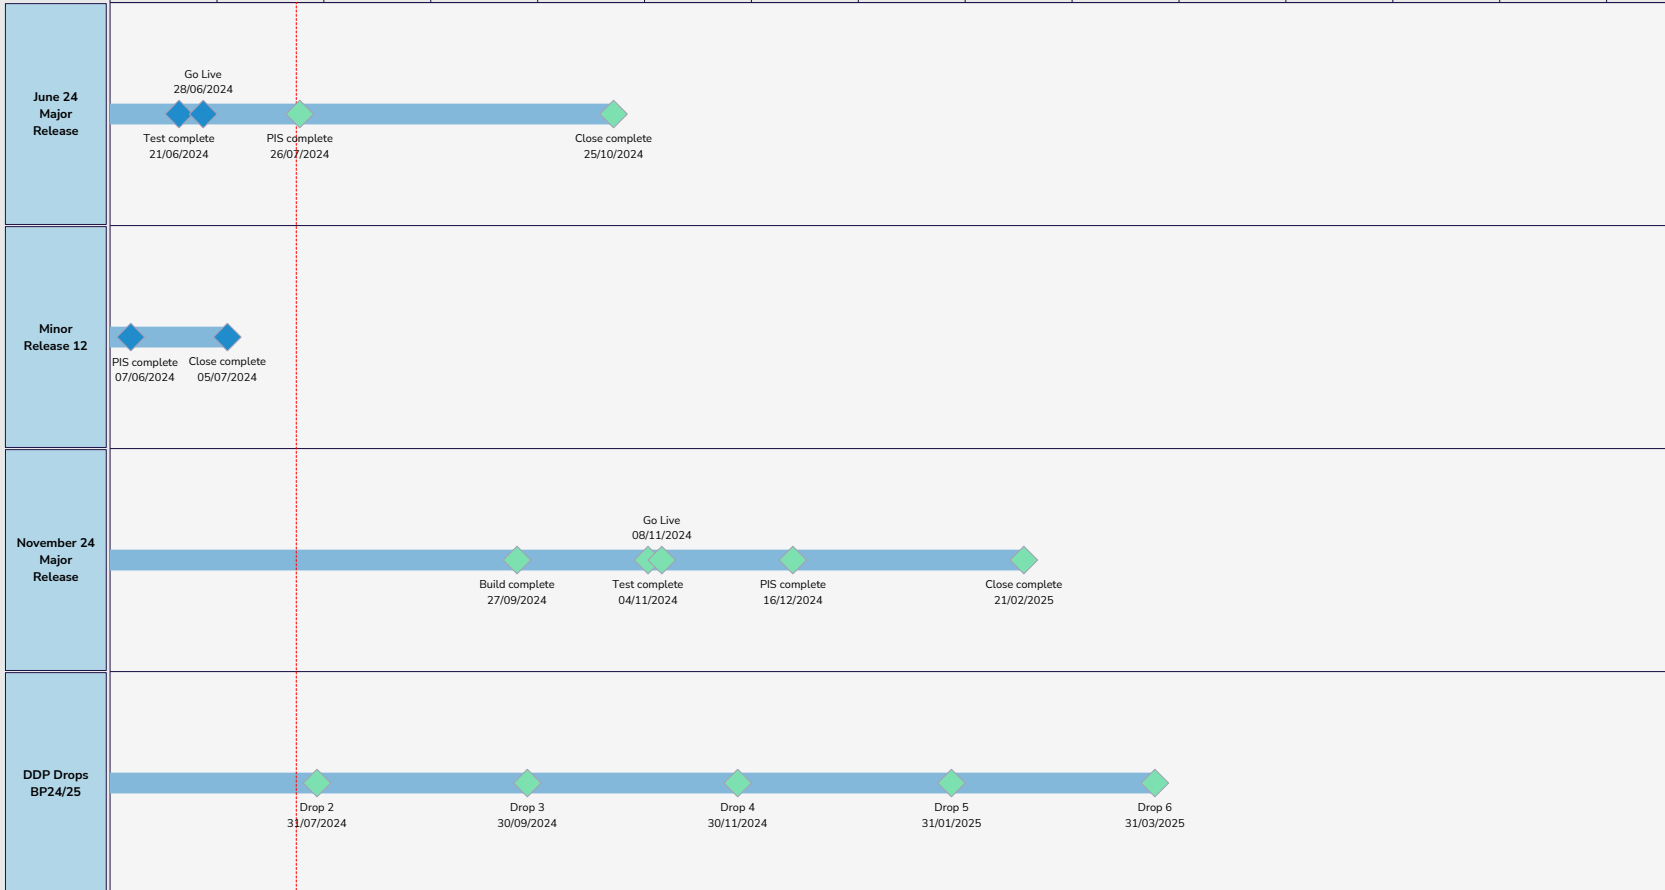 June 24
Major
Release
Go Live
28/06/2024
Test complete
21/06/2024
PIS complete
26/07/2024
Close complete
25/10/2024
Minor
Release 12
PIS complete
07/06/2024
Close complete
05/07/2024
November 24
Major
Release
Go Live
08/11/2024
Build complete
27/09/2024
Test complete
04/11/2024
PIS complete
16/12/2024
Close complete
21/02/2025
DDP Drops
BP24/25
Drop 2
31/07/2024
Drop 3
30/09/2024
Drop 4
30/11/2024
Drop 5
31/01/2025
Drop 6
31/03/2025